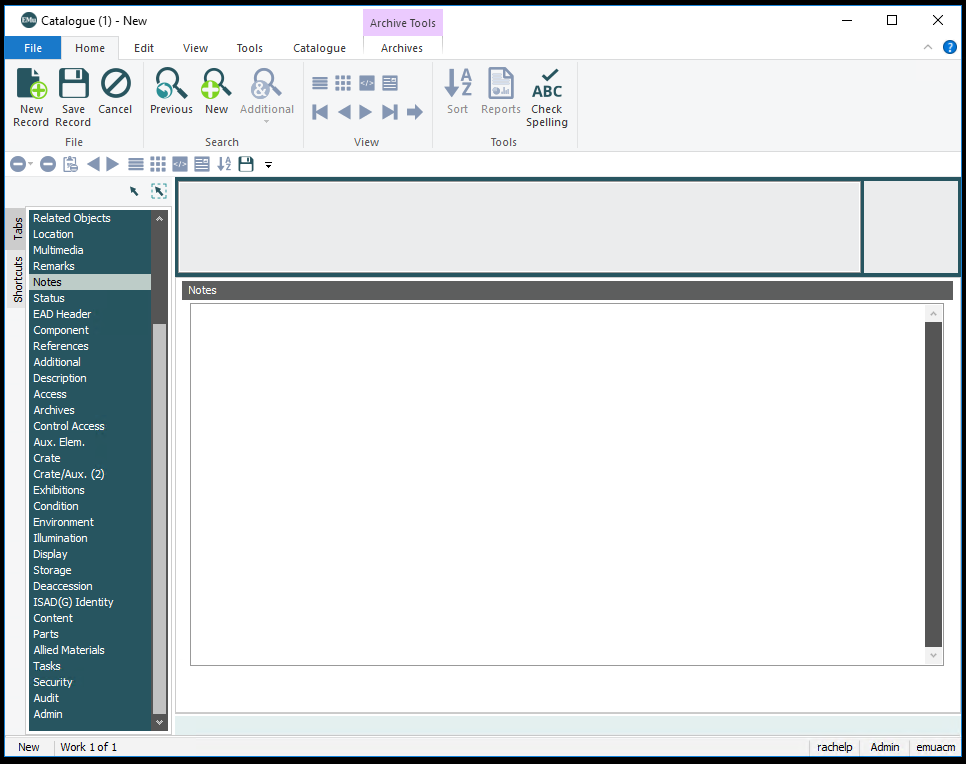 EMu Catalogue (1) - New
Archive Tools
File Home Edit View Tools Catalogue Archives
?
New Record
Save Record
Cancel
Previous
New
&
Additional
</>
A
Z
Sort
Reports
ABC
Check Spelling
File Search View Tools
</>
A
Z
Tabs
Shortcuts
Related Objects
Location
Multimedia
Remarks
Notes
Status
EAD Header
Component
References
Additional
Description
Access
Archives
Control Access
Aux. Elem.
Crate
Crate/Aux. (2)
Exhibitions
Condition
Environment
Illumination
Display
Storage
Deaccession
ISAD(G) Identity
Content
Parts
Allied Materials
Tasks
Security
Audit
Admin
Notes
New Work 1 of 1 rachelp Admin emuacm